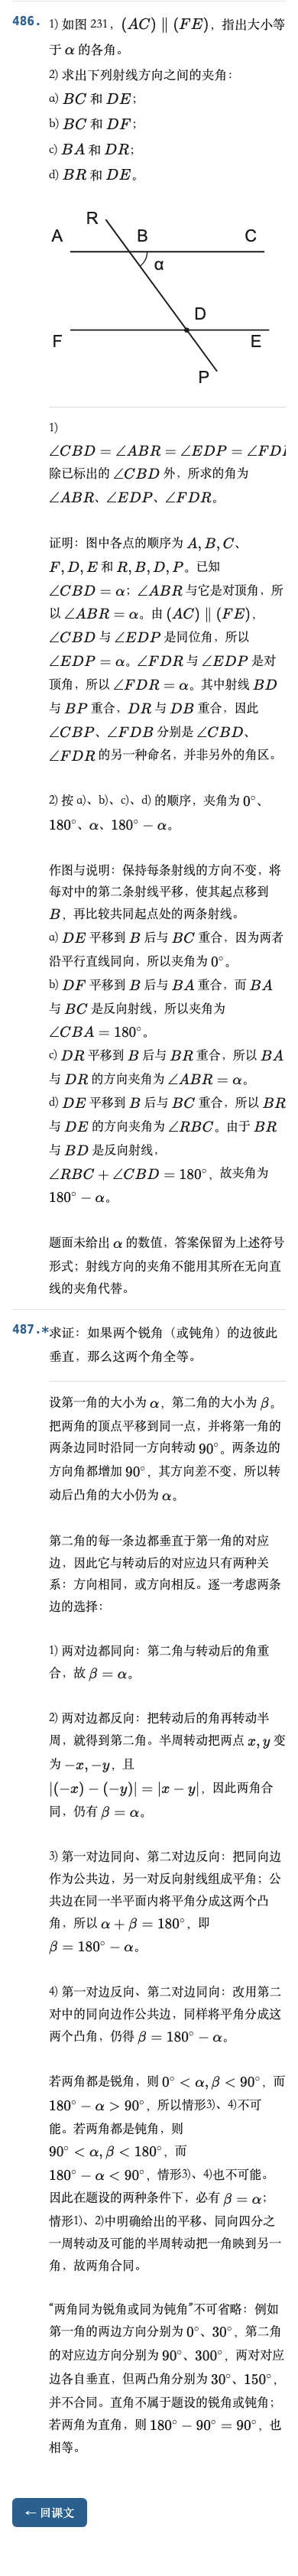 486. 1) 如图 231，(AC) ∥ (FE)，指出大小等
于 α 的各角。
2) 求出下列射线方向之间的夹角：
a) BC 和 DE；
b) BC 和 DF；
c) BA 和 DR；
d) BR 和 DE。
R
A B C
α
D
F E
P
1)
∠CBD = ∠ABR = ∠EDP = ∠FDI
除已标出的 ∠CBD 外，所求的角为
∠ABR、∠EDP、∠FDR。
证明：图中各点的顺序为 A, B, C、
F, D, E 和 R, B, D, P。已知
∠CBD = α；∠ABR 与它是对顶角，所
以 ∠ABR = α。由 (AC) ∥ (FE)，
∠CBD 与 ∠EDP 是同位角，所以
∠EDP = α。∠FDR 与 ∠EDP 是对
顶角，所以 ∠FDR = α。其中射线 BD
与 BP 重合，DR 与 DB 重合，因此
∠CBP、∠FDB 分别是 ∠CBD、
∠FDR 的另一种命名，并非另外的角区。
2) 按 a)、b)、c)、d) 的顺序，夹角为 0°、
180°、α、180° − α。
作图与说明：保持每条射线的方向不变，将
每对中的第二条射线平移，使其起点移到
B，再比较共同起点处的两条射线。
a) DE 平移到 B 后与 BC 重合，因为两者
沿平行直线同向，所以夹角为 0°。
b) DF 平移到 B 后与 BA 重合，而 BA
与 BC 是反向射线，所以夹角为
∠CBA = 180°。
c) DR 平移到 B 后与 BR 重合，所以 BA
与 DR 的方向夹角为 ∠ABR = α。
d) DE 平移到 B 后与 BC 重合，所以 BR
与 DE 的方向夹角为 ∠RBC。由于 BR
与 BD 是反向射线，
∠RBC + ∠CBD = 180°，故夹角为
180° − α。
题面未给出 α 的数值，答案保留为上述符号
形式；射线方向的夹角不能用其所在无向直
线的夹角代替。
487.* 求证：如果两个锐角（或钝角）的边彼此
垂直，那么这两个角全等。
设第一角的大小为 α，第二角的大小为 β。
把两角的顶点平移到同一点，并将第一角的
两条边同时沿同一方向转动 90°。两条边的
方向角都增加 90°，其方向差不变，所以转
动后凸角的大小仍为 α。
第二角的每一条边都垂直于第一角的对应
边，因此它与转动后的对应边只有两种关
系：方向相同，或方向相反。逐一考虑两条
边的选择：
1) 两对边都同向：第二角与转动后的角重
合，故 β = α。
2) 两对边都反向：把转动后的角再转动半
周，就得到第二角。半周转动把两点 x, y 变
为 −x, −y，且
|(−x) − (−y)| = |x − y|，因此两角合
同，仍有 β = α。
3) 第一对边同向、第二对边反向：把同向边
作为公共边，另一对反向射线组成平角；公
共边在同一半平面内将平角分成这两个凸
角，所以 α + β = 180°，即
β = 180° − α。
4) 第一对边反向、第二对边同向：改用第二
对中的同向边作公共边，同样将平角分成这
两个凸角，仍得 β = 180° − α。
若两角都是锐角，则 0° < α, β < 90°，而
180° − α > 90°，所以情形3)、4)不可
能。若两角都是钝角，则
90° < α, β < 180°，而
180° − α < 90°，情形3)、4)也不可能。
因此在题设的两种条件下，必有 β = α；
情形1)、2)中明确给出的平移、同向四分之
一周转动及可能的半周转动把一角映到另一
角，故两角合同。
“两角同为锐角或同为钝角”不可省略：例如
第一角的两边方向分别为 0°、30°，第二角
的对应边方向分别为 90°、300°，两对对应
边各自垂直，但两凸角分别为 30°、150°，
并不合同。直角不属于题设的锐角或钝角；
若两角为直角，则 180° − 90° = 90°，也
相等。
← 回课文